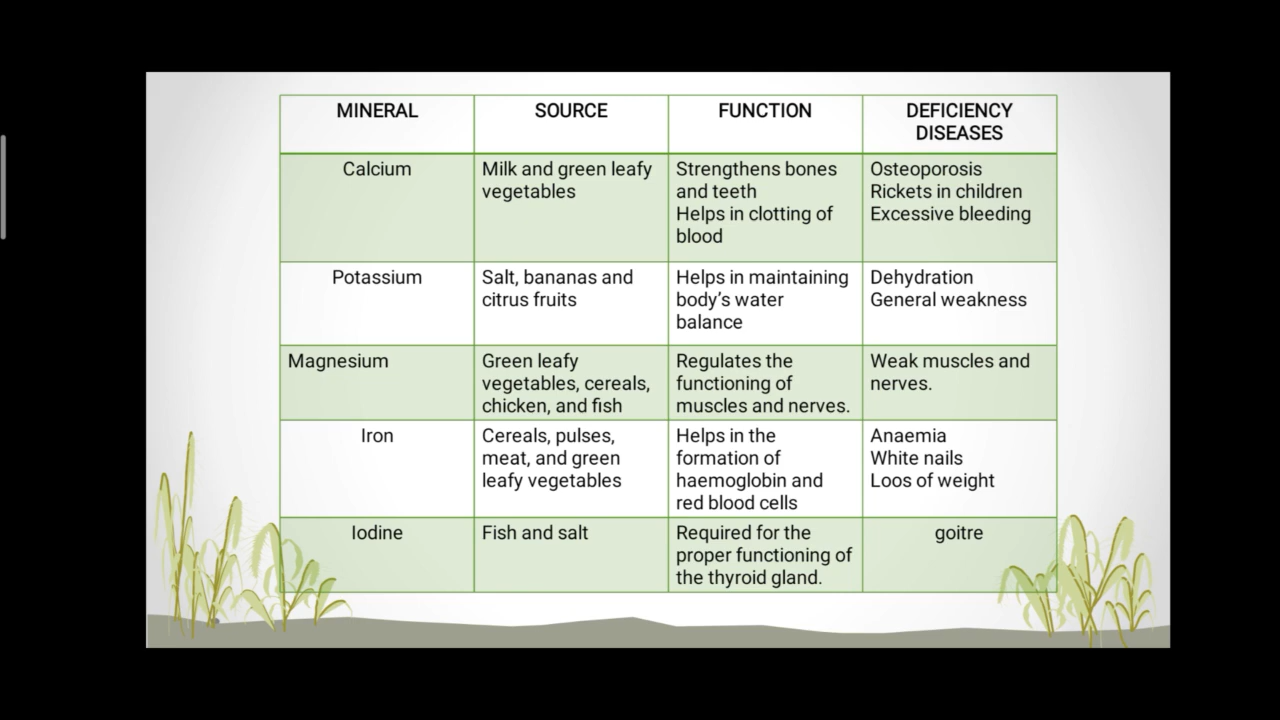 MINERAL
SOURCE
FUNCTION
DEFICIENCY
DISEASES
Calcium
Milk and green leafy
vegetables
Strengthens bones
and teeth
Helps in clotting of
blood
Osteoporosis
Rickets in children
Excessive bleeding
Potassium
Salt, bananas and
citrus fruits
Helps in maintaining
body's water
balance
Dehydration
General weakness
Magnesium
Green leafy
vegetables, cereals,
chicken, and fish
Regulates the
functioning of
muscles and nerves.
Weak muscles and
nerves.
Iron
Cereals, pulses,
meat, and green
leafy vegetables
Helps in the
formation of
haemoglobin and
red blood cells
Anaemia
White nails
Loos of weight
Iodine
Fish and salt
Required for the
proper functioning of
the thyroid gland.
goitre